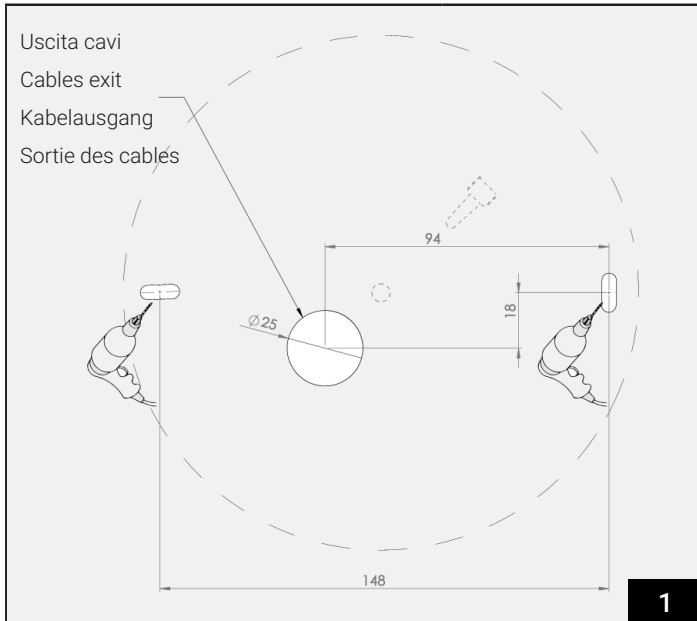 Uscita cavi
Cables exit
Kabelausgang
Sortie des cables
94
18
Ø25
148
1